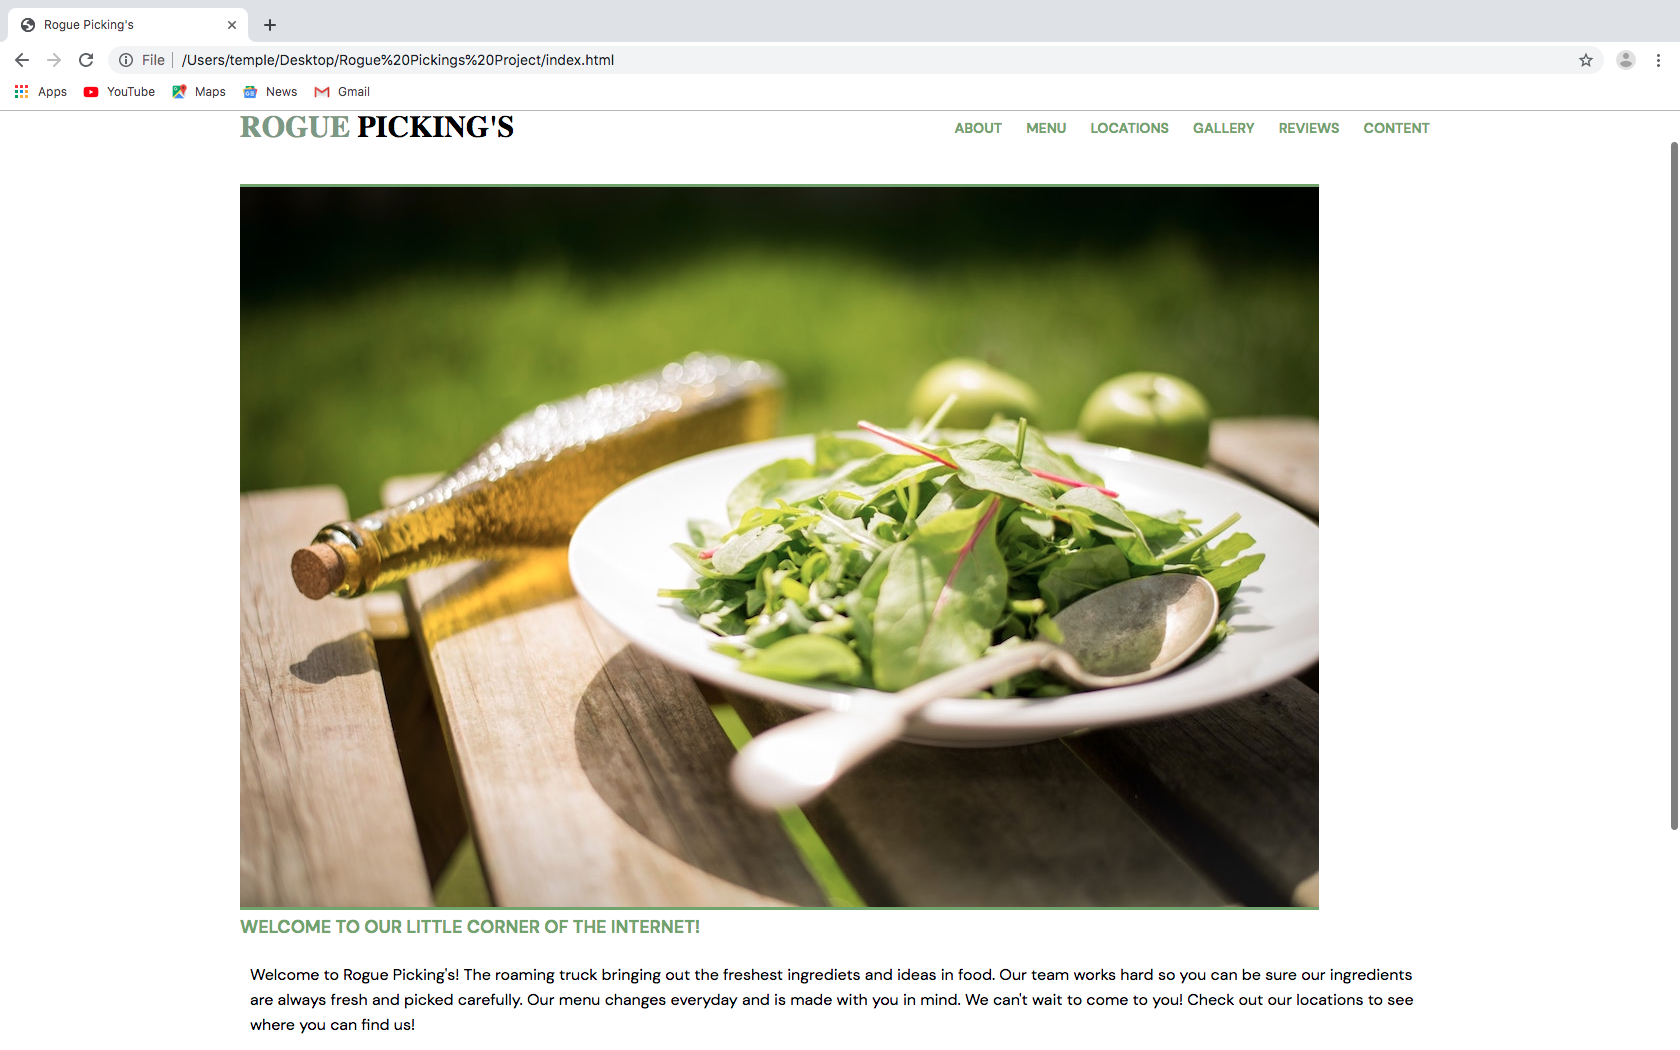 Rogue Picking's
File /Users/temple/Desktop/Rogue%20Pickings%20Project/index.html
Apps YouTube Maps News Gmail
ROGUE PICKING'S ABOUT MENU LOCATIONS GALLERY REVIEWS CONTENT
WELCOME TO OUR LITTLE CORNER OF THE INTERNET!
Welcome to Rogue Picking's! The roaming truck bringing out the freshest ingrediets and ideas in food. Our team works hard so you can be sure our ingredients
are always fresh and picked carefully. Our menu changes everyday and is made with you in mind. We can't wait to come to you! Check out our locations to see
where you can find us!